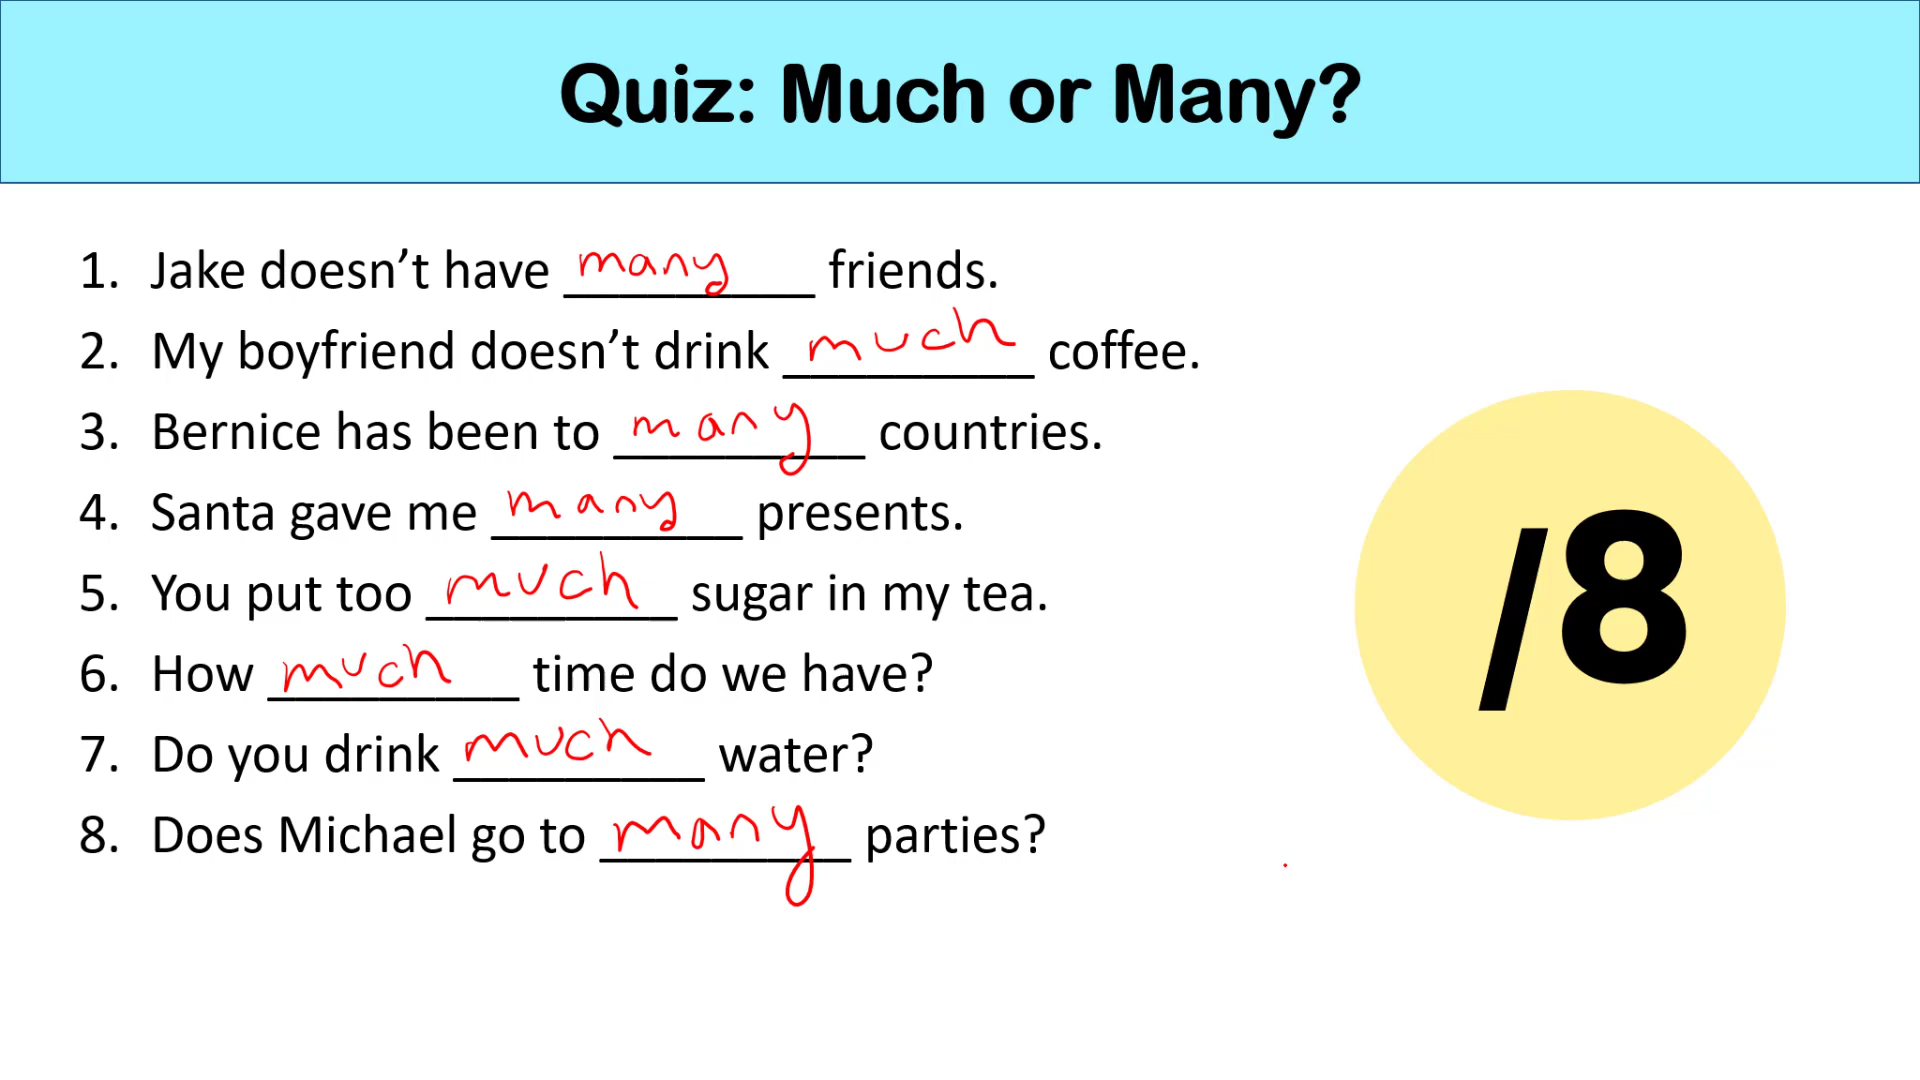 Quiz: Much or Many?
1. Jake doesn’t have many friends.
2. My boyfriend doesn’t drink much coffee.
3. Bernice has been to many countries.
4. Santa gave me many presents.
5. You put too much sugar in my tea.
6. How much time do we have?
7. Do you drink much water?
8. Does Michael go to many parties?
/8